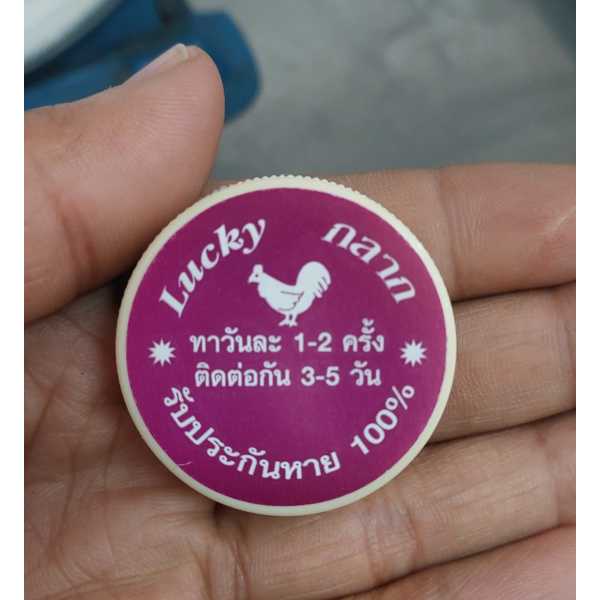 Lucky กลาก
ทาวันละ 1-2 ครั้ง
ติดต่อกัน 3-5 วัน
รับประกันหาย 100%